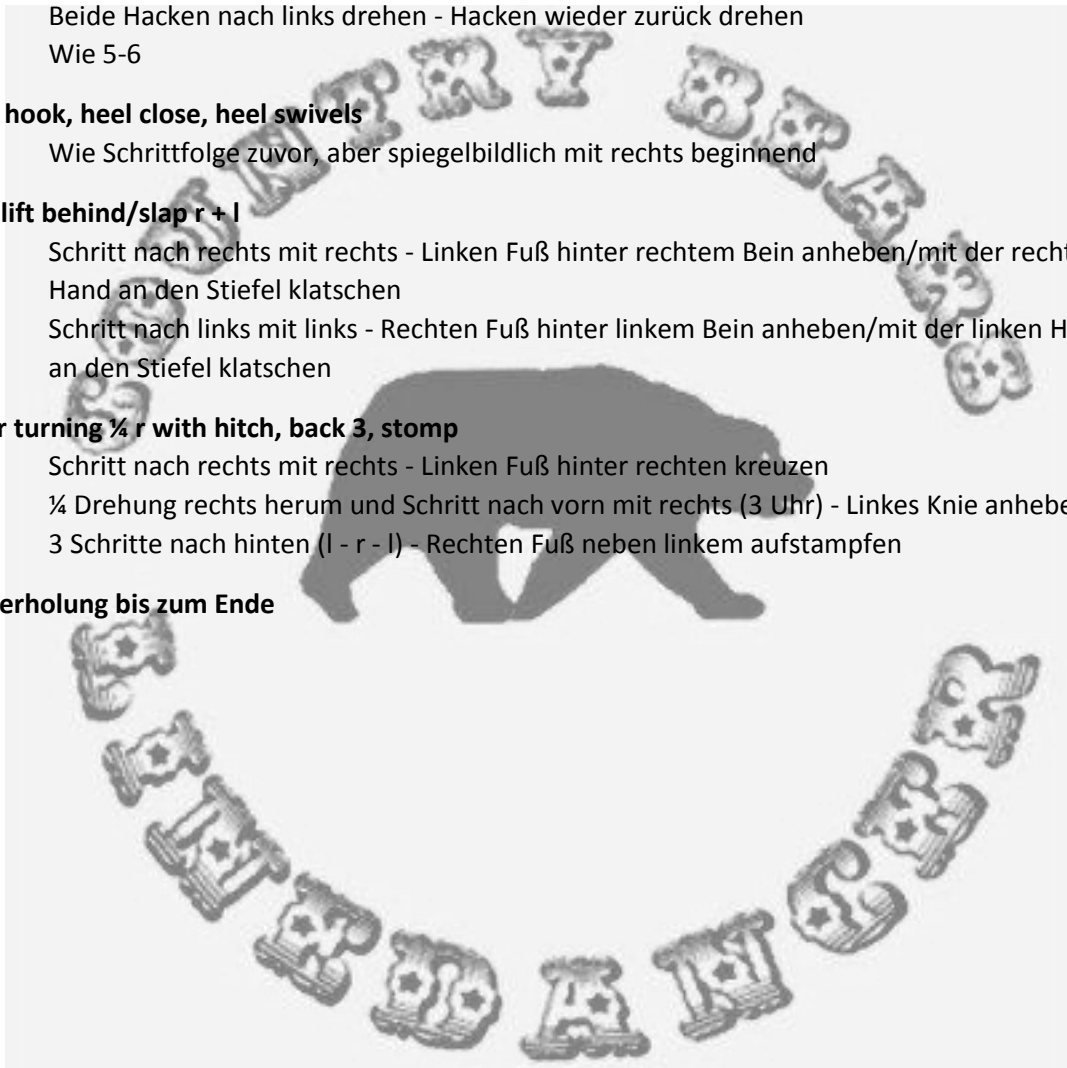 Beide Hacken nach links drehen - Hacken wieder zurück drehen
Wie 5-6
hook, heel close, heel swivels
Wie Schrittfolge zuvor, aber spiegelbildlich mit rechts beginnend
lift behind/slap r + l
Schritt nach rechts mit rechts - Linken Fuß hinter rechtem Bein anheben/mit der recht
Hand an den Stiefel klatschen
Schritt nach links mit links - Rechten Fuß hinter linkem Bein anheben/mit der linken H
an den Stiefel klatschen
r turning ¼ r with hitch, back 3, stomp
Schritt nach rechts mit rechts - Linken Fuß hinter rechten kreuzen
¼ Drehung rechts herum und Schritt nach vorn mit rechts (3 Uhr) - Linkes Knie anhebe
3 Schritte nach hinten (l - r - l) - Rechten Fuß neben linkem aufstampfen
erholung bis zum Ende
COUNTRY BEARS
LINEDANCER